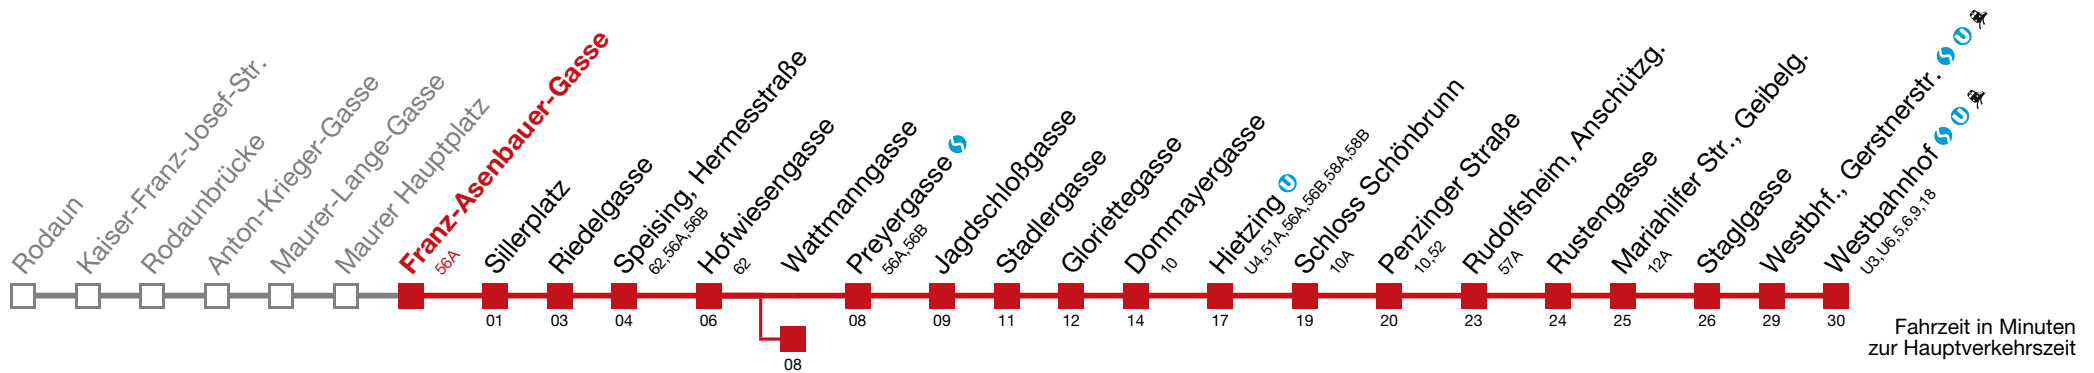 Rodaun
Kaiser-Franz-Josef-Str.
Rodaunbrücke
Anton-Krieger-Gasse
Maurer-Lange-Gasse
Maurer Hauptplatz
Franz-Asenbauer-Gasse
56A
Sillerplatz
01
Riedelgasse
03
Speising, Hermesstraße
62,56A,56B
04
Hofwiesengasse
62
06
Wattmanngasse
08
Preyergasse
56A,56B
08
Jagdschloßgasse
09
Stadlergasse
11
Gloriettegasse
12
Dommayergasse
10
14
Hietzing
U4,51A,56A,56B,58A,58B
17
Schloss Schönbrunn
10A
19
Penzinger Straße
10,52
20
Rudolfsheim, Anschützg.
57A
23
Rustengasse
24
Mariahilfer Str., Geibelg.
12A
25
Staglgasse
26
Westbhf., Gerstnerstr.
29
Westbahnhof
U3,U6,5,6,9,18
30
Fahrzeit in Minuten
zur Hauptverkehrszeit